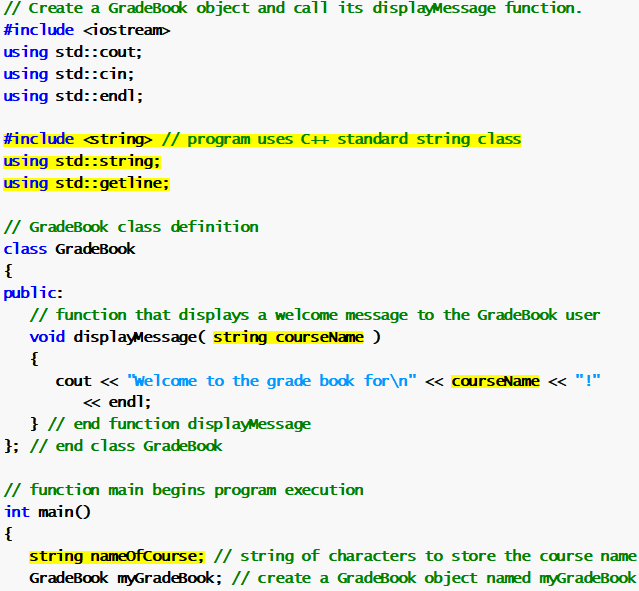 // Create a GradeBook object and call its displayMessage function.
#include <iostream>
using std::cout;
using std::cin;
using std::endl;
#include <string> // program uses C++ standard string class
using std::string;
using std::getline;
// GradeBook class definition
class GradeBook
{
public:
// function that displays a welcome message to the GradeBook user
void displayMessage( string courseName )
{
cout << "Welcome to the grade book for\n" << courseName << "!"
<< endl;
} // end function displayMessage
}; // end class GradeBook
// function main begins program execution
int main()
{
string nameOfCourse; // string of characters to store the course name
GradeBook myGradeBook; // create a GradeBook object named myGradeBook